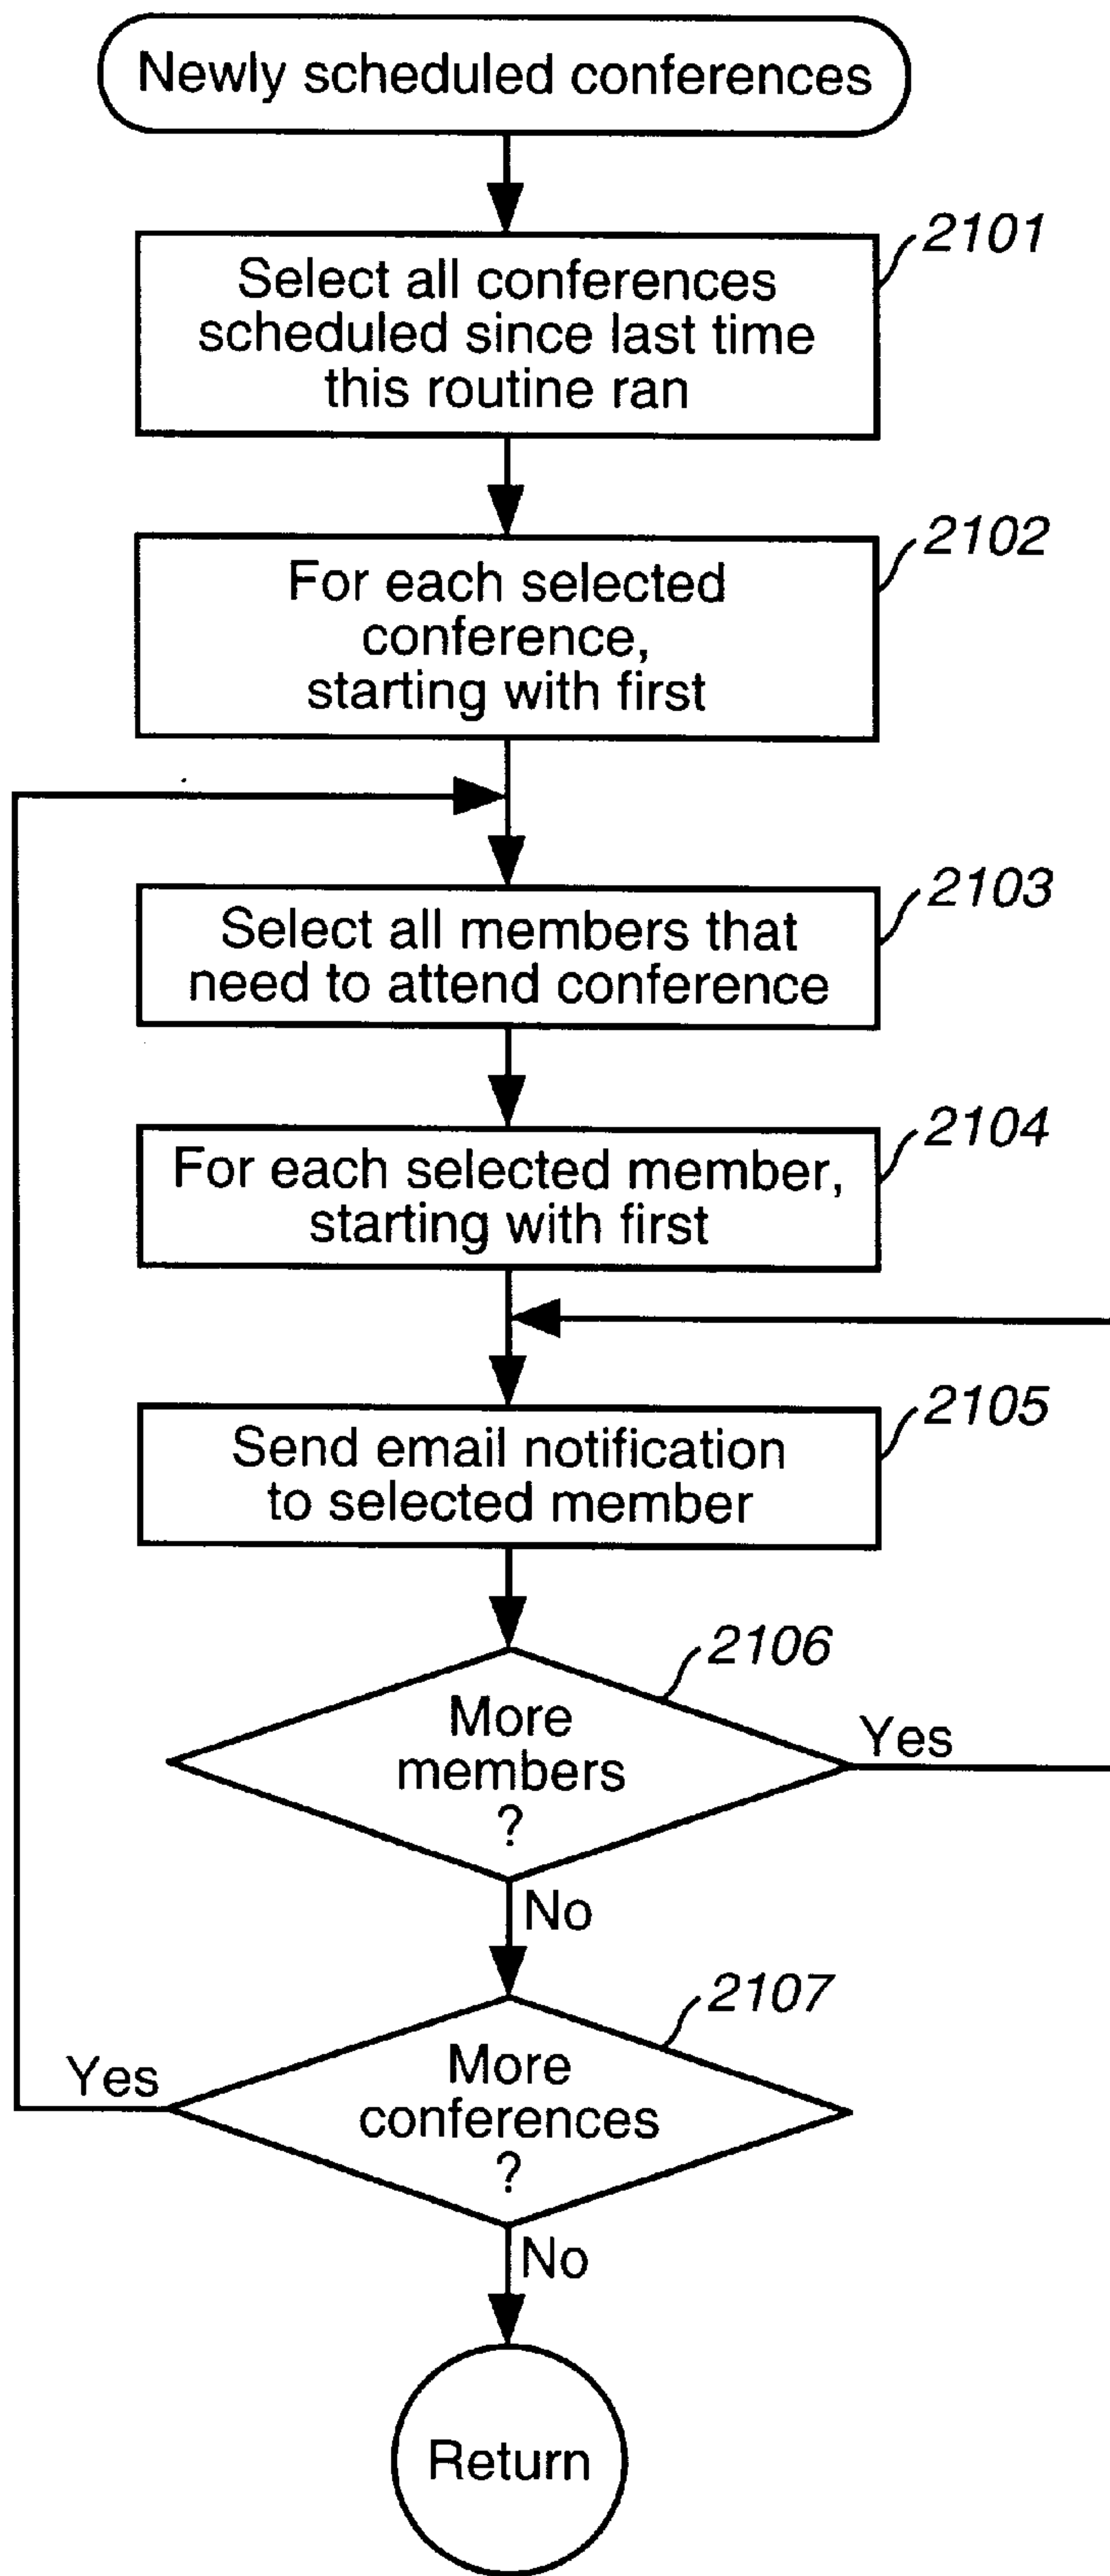 Newly scheduled conferences
2101
Select all conferences
scheduled since last time
this routine ran
2102
For each selected
conference,
starting with first
2103
Select all members that
need to attend conference
2104
For each selected member,
starting with first
2105
Send email notification
to selected member
2106
More
members
?
Yes
No
2107
More
conferences
?
Yes
No
Return